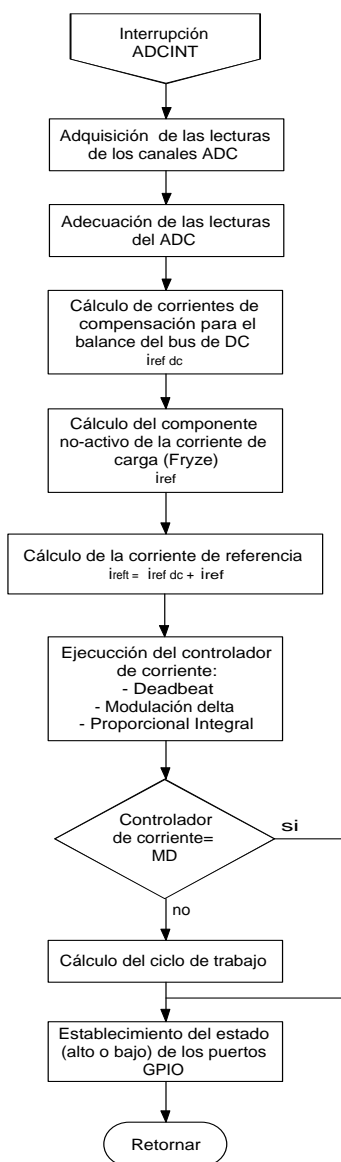 Interrupción
ADCINT
Adquisición de las lecturas
de los canales ADC
Adecuación de las lecturas
del ADC
Cálculo de corrientes de
compensación para el
balance del bus de DC
iref dc
Cálculo del componente
no-activo de la corriente de
carga (Fryze)
iref
Cálculo de la corriente de referencia
ireft = iref dc + iref
Ejecución del controlador
de corriente:
- Deadbeat
- Modulación delta
- Proporcional Integral
Controlador
de corriente=
MD
si
no
Cálculo del ciclo de trabajo
Establecimiento del estado
(alto o bajo) de los puertos
GPIO
Retornar